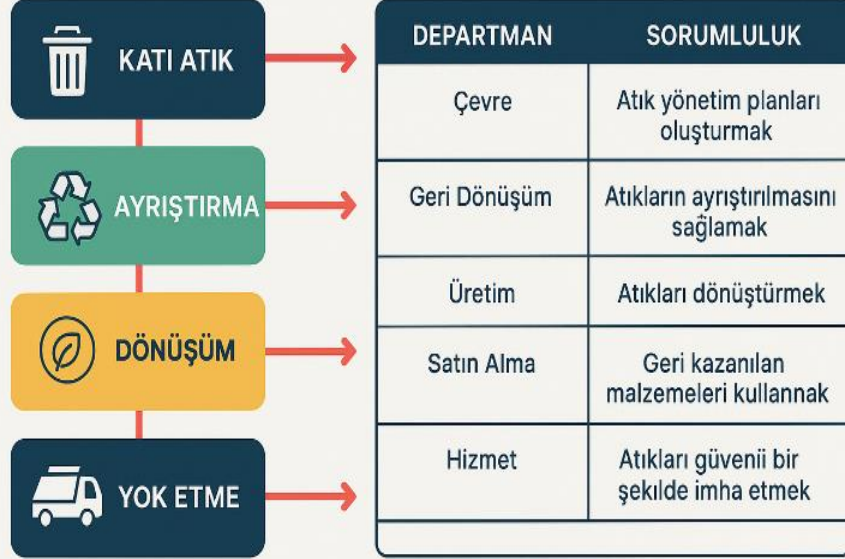 KATI ATIK
AYRIŞTIRMA
DÖNÜŞÜM
YOK ETME
DEPARTMAN SORUMLULUK
Çevre Atık yönetim planları
oluşturmak
Geri Dönüşüm Atıkların ayrıştırılmasını
sağlamak
Üretim Atıkları dönüştürmek
Satın Alma Geri kazanılan
malzemeleri kullannak
Hizmet Atıkları güvenii bir
şekılde imha etmek